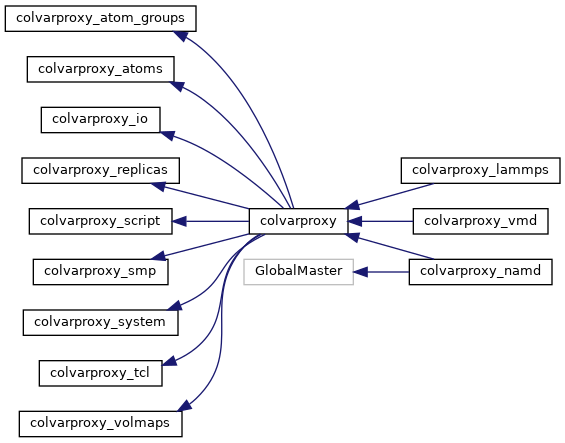 colvarproxy_atom_groups
colvarproxy_atoms
colvarproxy_io
colvarproxy_replicas
colvarproxy_script
colvarproxy_smp
colvarproxy_system
colvarproxy_tcl
colvarproxy_volmaps
colvarproxy
GlobalMaster
colvarproxy_lammps
colvarproxy_vmd
colvarproxy_namd